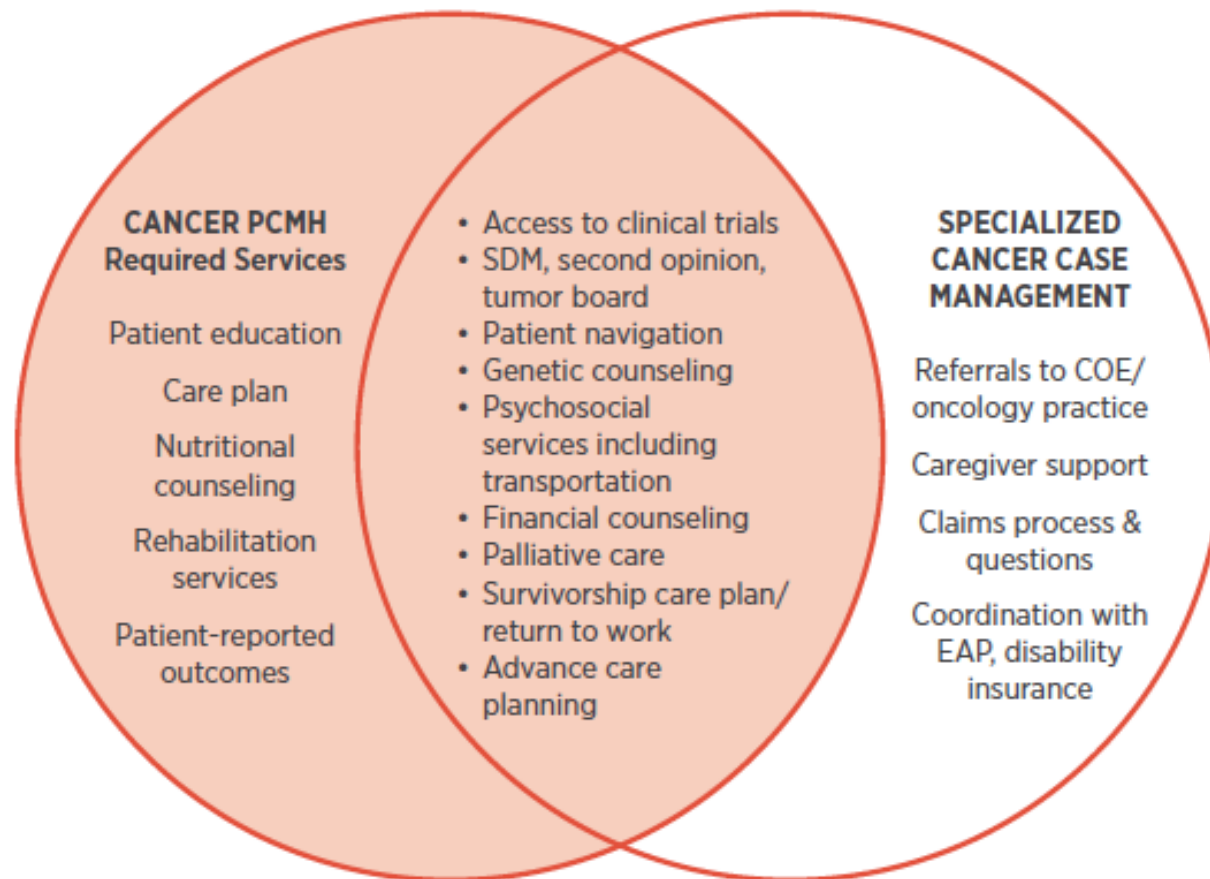 CANCER PCMH
Required Services
Patient education
Care plan
Nutritional
counseling
Rehabilitation
services
Patient-reported
outcomes
• Access to clinical trials
• SDM, second opinion,
tumor board
• Patient navigation
• Genetic counseling
• Psychosocial
services including
transportation
• Financial counseling
• Palliative care
• Survivorship care plan/
return to work
• Advance care
planning
SPECIALIZED
CANCER CASE
MANAGEMENT
Referrals to COE/
oncology practice
Caregiver support
Claims process &
questions
Coordination with
EAP, disability
insurance